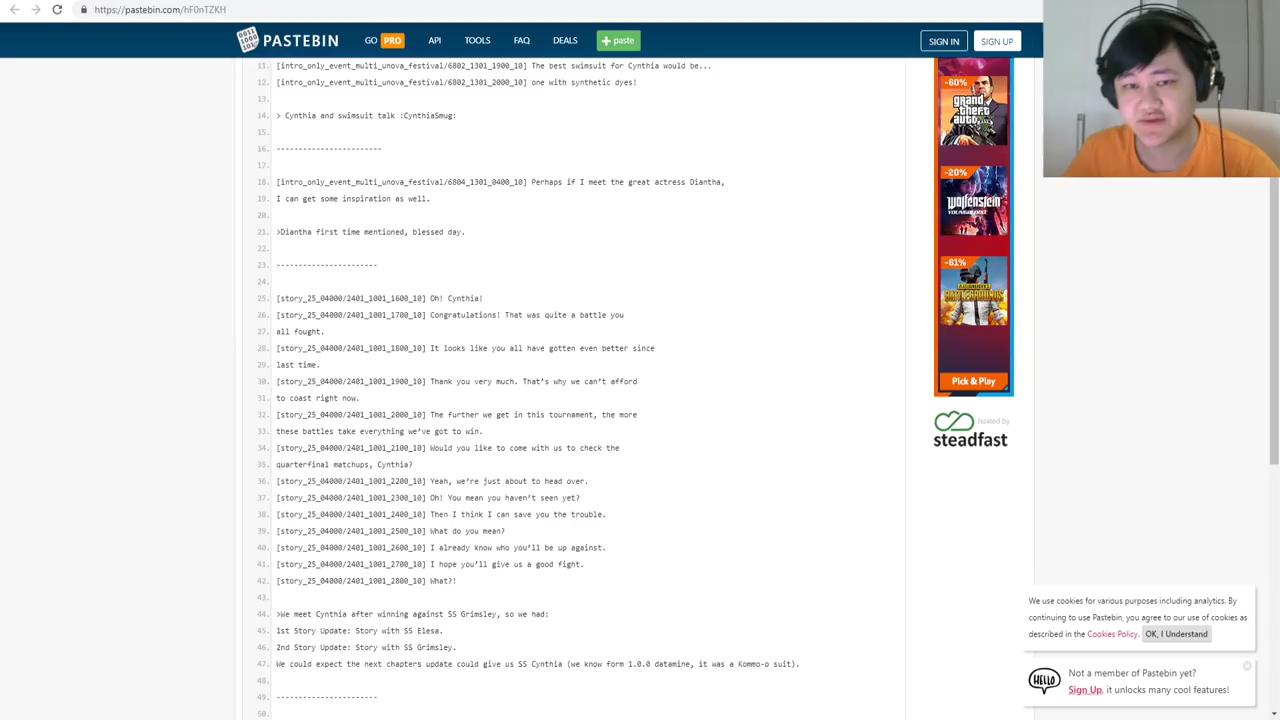 https://pastebin.com/hF0nTZKH
PASTEBIN
GO PRO API TOOLS FAQ DEALS + paste
SIGN IN SIGN UP
11. [intro_only_event_multi_unova_festival/6802_1301_1900_10] The best swimsuit for Cynthia would be...
12. [intro_only_event_multi_unova_festival/6802_1301_2000_10] one with synthetic dyes!
13.
14. > Cynthia and swimsuit talk :CynthiaSmug:
15.
16. ------------------------
17.
18. [intro_only_event_multi_unova_festival/6804_1301_0400_10] Perhaps if I meet the great actress Diantha,
19. I can get some inspiration as well.
20.
21. >Diantha first time mentioned, blessed day.
22.
23. -----------------------
24.
25. [story_25_04000/2401_1001_1600_10] Oh! Cynthia!
26. [story_25_04000/2401_1001_1700_10] Congratulations! That was quite a battle you
27. all fought.
28. [story_25_04000/2401_1001_1800_10] It looks like you all have gotten even better since
29. last time.
30. [story_25_04000/2401_1001_1900_10] Thank you very much. That's why we can't afford
31. to coast right now.
32. [story_25_04000/2401_1001_2000_10] The further we get in this tournament, the more
33. these battles take everything we've got to win.
34. [story_25_04000/2401_1001_2100_10] Would you like to come with us to check the
35. quarterfinal matchups, Cynthia?
36. [story_25_04000/2401_1001_2200_10] Yeah, we're just about to head over.
37. [story_25_04000/2401_1001_2300_10] Oh! You mean you haven't seen yet?
38. [story_25_04000/2401_1001_2400_10] Then I think I can save you the trouble.
39. [story_25_04000/2401_1001_2500_10] What do you mean?
40. [story_25_04000/2401_1001_2600_10] I already know who you'll be up against.
41. [story_25_04000/2401_1001_2700_10] I hope you'll give us a good fight.
42. [story_25_04000/2401_1001_2800_10] What?!
43.
44. >We meet Cynthia after winning against SS Grimsley, so we had:
45. 1st Story Update: Story with SS Elesa.
46. 2nd Story Update: Story with SS Grimsley.
47. We could expect the next chapters update could give us SS Cynthia (we know form 1.0.0 datamine, it was a Kommo-o suit).
48.
49. -----------------------
50.
-60%
grand theft auto
-20%
Wolfenstein
YOUNGBLOOD
-61%
BATTLEGROUNDS
Pick & Play
hosted by
steadfast
We use cookies for various purposes including analytics. By
continuing to use Pastebin, you agree to our use of cookies as
described in the Cookies Policy. OK, I Understand
HELLO
Not a member of Pastebin yet?
Sign Up, it unlocks many cool features!